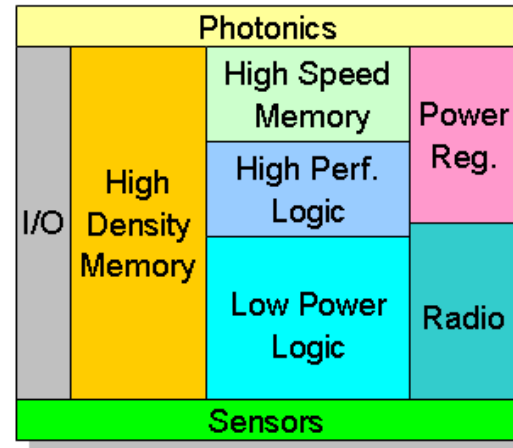 Photonics
I/O
High
Density
Memory
High Speed
Memory
High Perf.
Logic
Low Power
Logic
Power
Reg.
Radio
Sensors